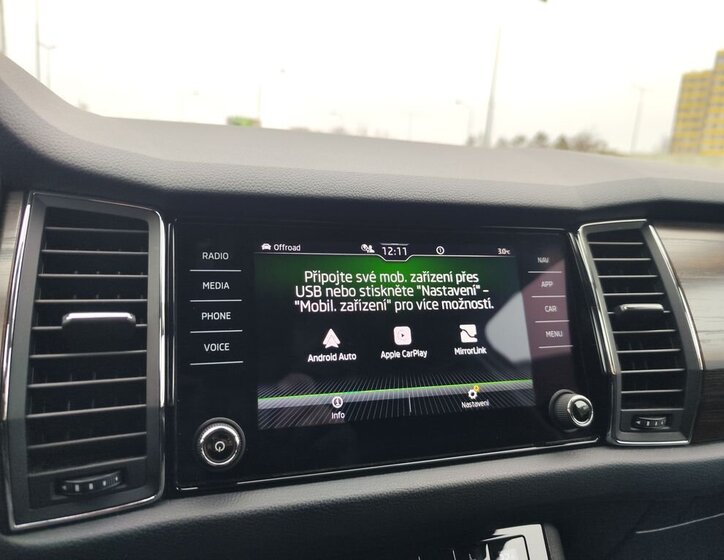 RADIO
MEDIA
PHONE
VOICE
Offroad
12:11
3.0°C
Připojte své mob. zařízení přes
USB nebo stiskněte "Nastavení" -
"Mobil. zařízení" pro více možností.
Android Auto
Apple CarPlay
MirrorLink
Info
Nastavení
NAV
APP
CAR
MENU